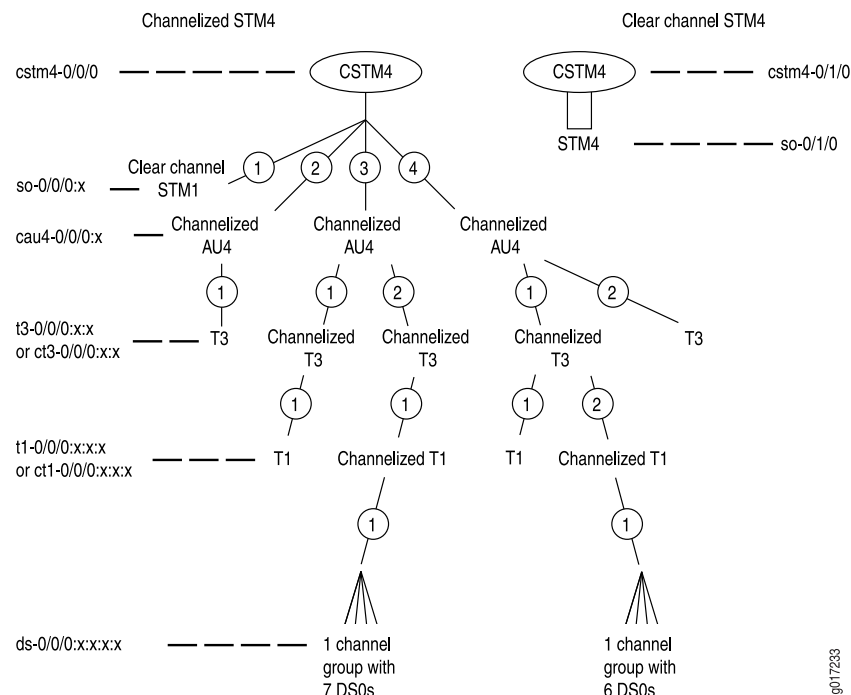 Channelized STM4
Clear channel STM4
cstm4-0/0/0
CSTM4
CSTM4
cstm4-0/1/0
STM4
so-0/1/0
1
2
3
4
so-0/0/0:x
Clear channel
STM1
cau4-0/0/0:x
Channelized
AU4
Channelized
AU4
Channelized
AU4
1
1
2
1
2
t3-0/0/0:x:x
or ct3-0/0/0:x:x
T3
Channelized
T3
Channelized
T3
Channelized
T3
T3
1
1
1
2
t1-0/0/0:x:x:x
or ct1-0/0/0:x:x:x
T1
Channelized T1
T1
Channelized T1
1
1
ds-0/0/0:x:x:x:x
1 channel
group with
7 DS0s
1 channel
group with
6 DS0s
g017233